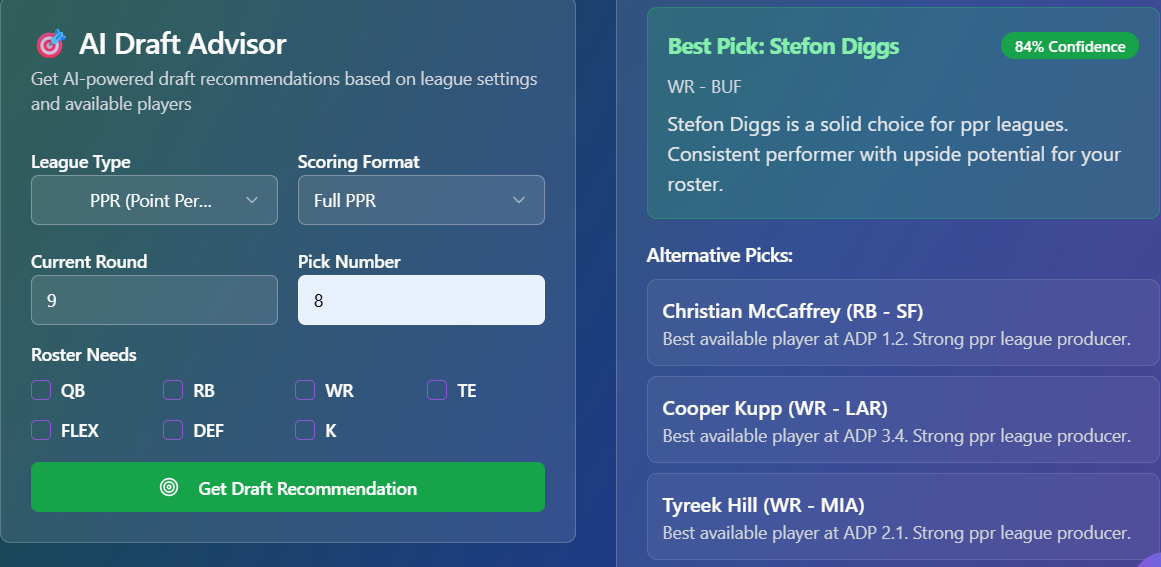 AI Draft Advisor
Get AI-powered draft recommendations based on league settings
and available players
League Type
Scoring Format
PPR (Point Per...
Full PPR
Current Round
Pick Number
9
8
Roster Needs
QB
RB
WR
TE
FLEX
DEF
K
Get Draft Recommendation
Best Pick: Stefon Diggs
84% Confidence
WR - BUF
Stefon Diggs is a solid choice for ppr leagues.
Consistent performer with upside potential for your
roster.
Alternative Picks:
Christian McCaffrey (RB - SF)
Best available player at ADP 1.2. Strong ppr league producer.
Cooper Kupp (WR - LAR)
Best available player at ADP 3.4. Strong ppr league producer.
Tyreek Hill (WR - MIA)
Best available player at ADP 2.1. Strong ppr league producer.